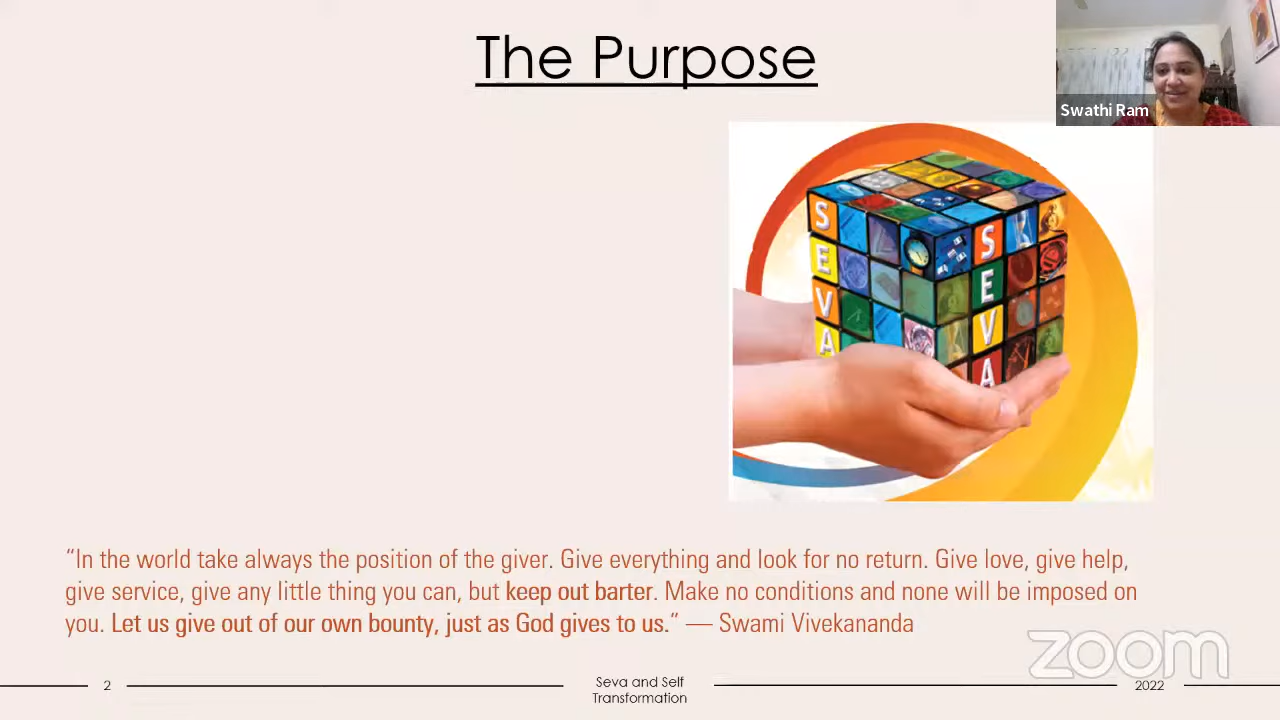 The Purpose
Swathi Ram
S
E
V
A
S
E
V
A
“In the world take always the position of the giver. Give everything and look for no return. Give love, give help,
give service, give any little thing you can, but keep out barter. Make no conditions and none will be imposed on
you. Let us give out of our own bounty, just as God gives to us.” — Swami Vivekananda
zoom
2
Seva and Self
Transformation
2022